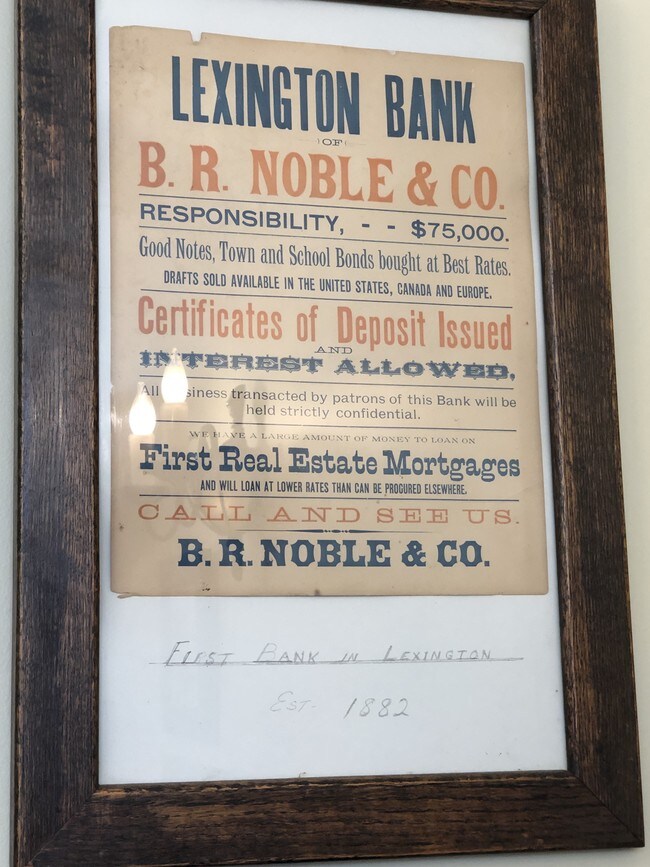 LEXINGTON BANK
OF
B. R. NOBLE & CO.
RESPONSIBILITY, - - $75,000.
Good Notes, Town and School Bonds bought at Best Rates.
DRAFTS SOLD AVAILABLE IN THE UNITED STATES, CANADA AND EUROPE.
Certificates of Deposit Issued
AND
INTEREST ALLOWED.
All business transacted by patrons of this Bank will be
held strictly confidential.
WE HAVE A LARGE AMOUNT OF MONEY TO LOAN ON
First Real Estate Mortgages
AND WILL LOAN AT LOWER RATES THAN CAN BE PROCURED ELSEWHERE.
CALL AND SEE US.
B. R. NOBLE & CO.
FIRST BANK IN LEXINGTON
EST. 1882